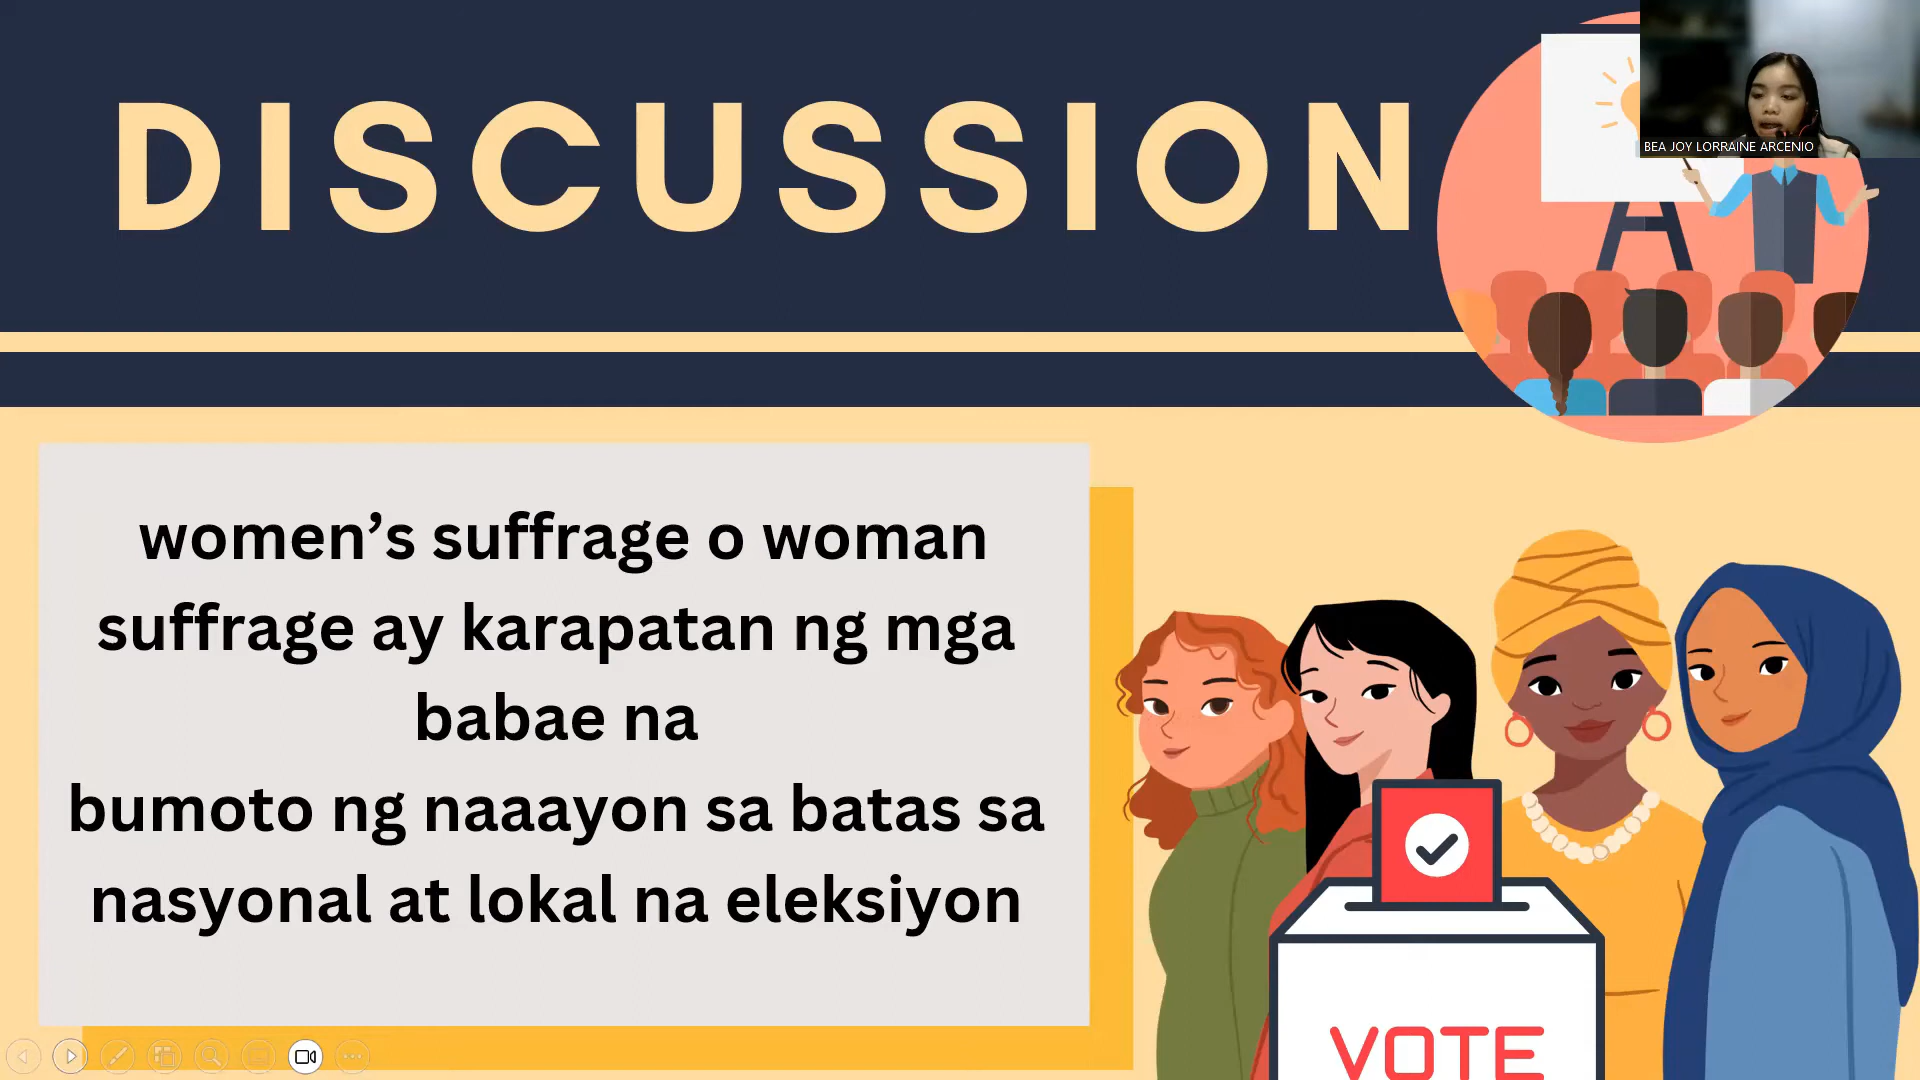 DISCUSSION
BEA JOY LORRAINE ARCENIO
women’s suffrage o woman
suffrage ay karapatan ng mga
babae na
bumoto ng naaayon sa batas sa
nasyonal at lokal na eleksiyon
VOTE